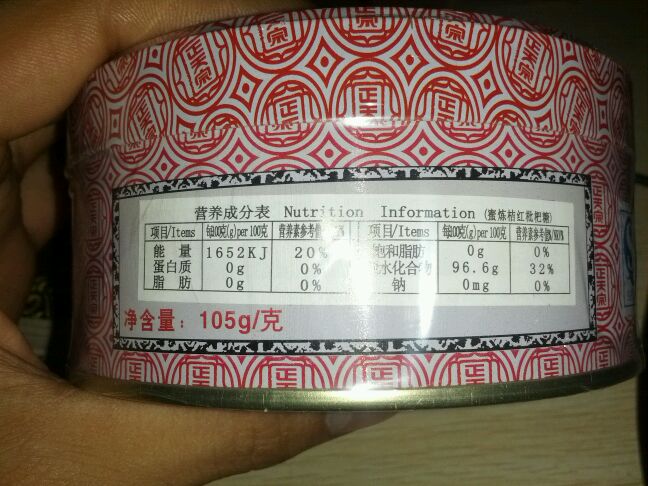 营养成分表 Nutrition Information (蜜炼桔红枇杷糖)
项目/Items 每100克(g)/per 100克 营养素参考值% 项目/Items 每100克(g)/per 100克 营养素参考值%/NRV%
能 量 1652KJ 20% 饱和脂肪 0g 0%
蛋白质 0g 0% 碳水化合物 96.6g 32%
脂 肪 0g 0% 钠 0mg 0%
净含量: 105g/克